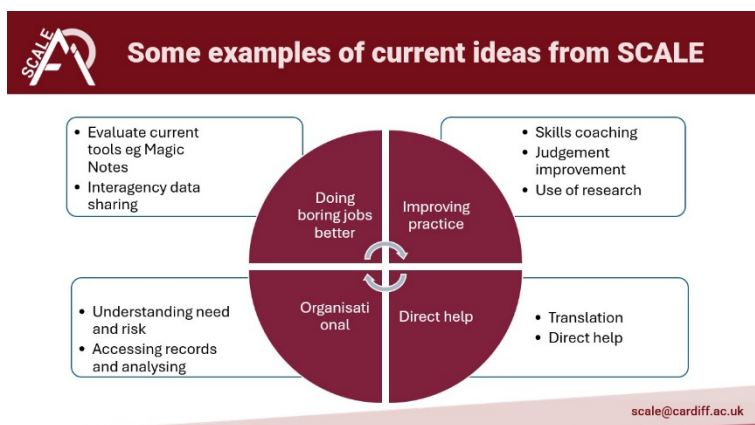 SCALE
Some examples of current ideas from SCALE
• Evaluate current
tools eg Magic
Notes
• Interagency data
sharing
• Skills coaching
• Judgement
improvement
• Use of research
Doing
boring jobs
better
Improving
practice
Organisati
onal
Direct help
• Understanding need
and risk
• Accessing records
and analysing
• Translation
• Direct help
scale@cardiff.ac.uk